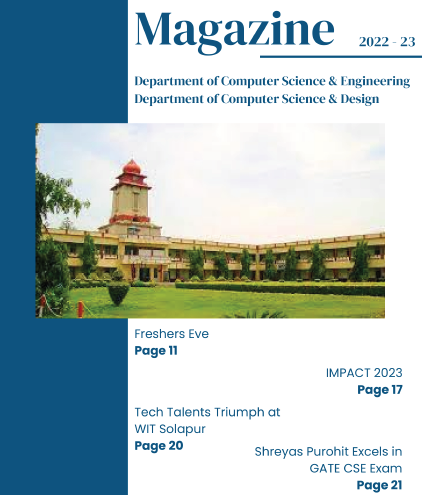 Magazine
2022 - 23
Department of Computer Science & Engineering
Department of Computer Science & Design
Freshers Eve
Page 11
IMPACT 2023
Page 17
Tech Talents Triumph at
WIT Solapur
Page 20
Shreyas Purohit Excels in
GATE CSE Exam
Page 21